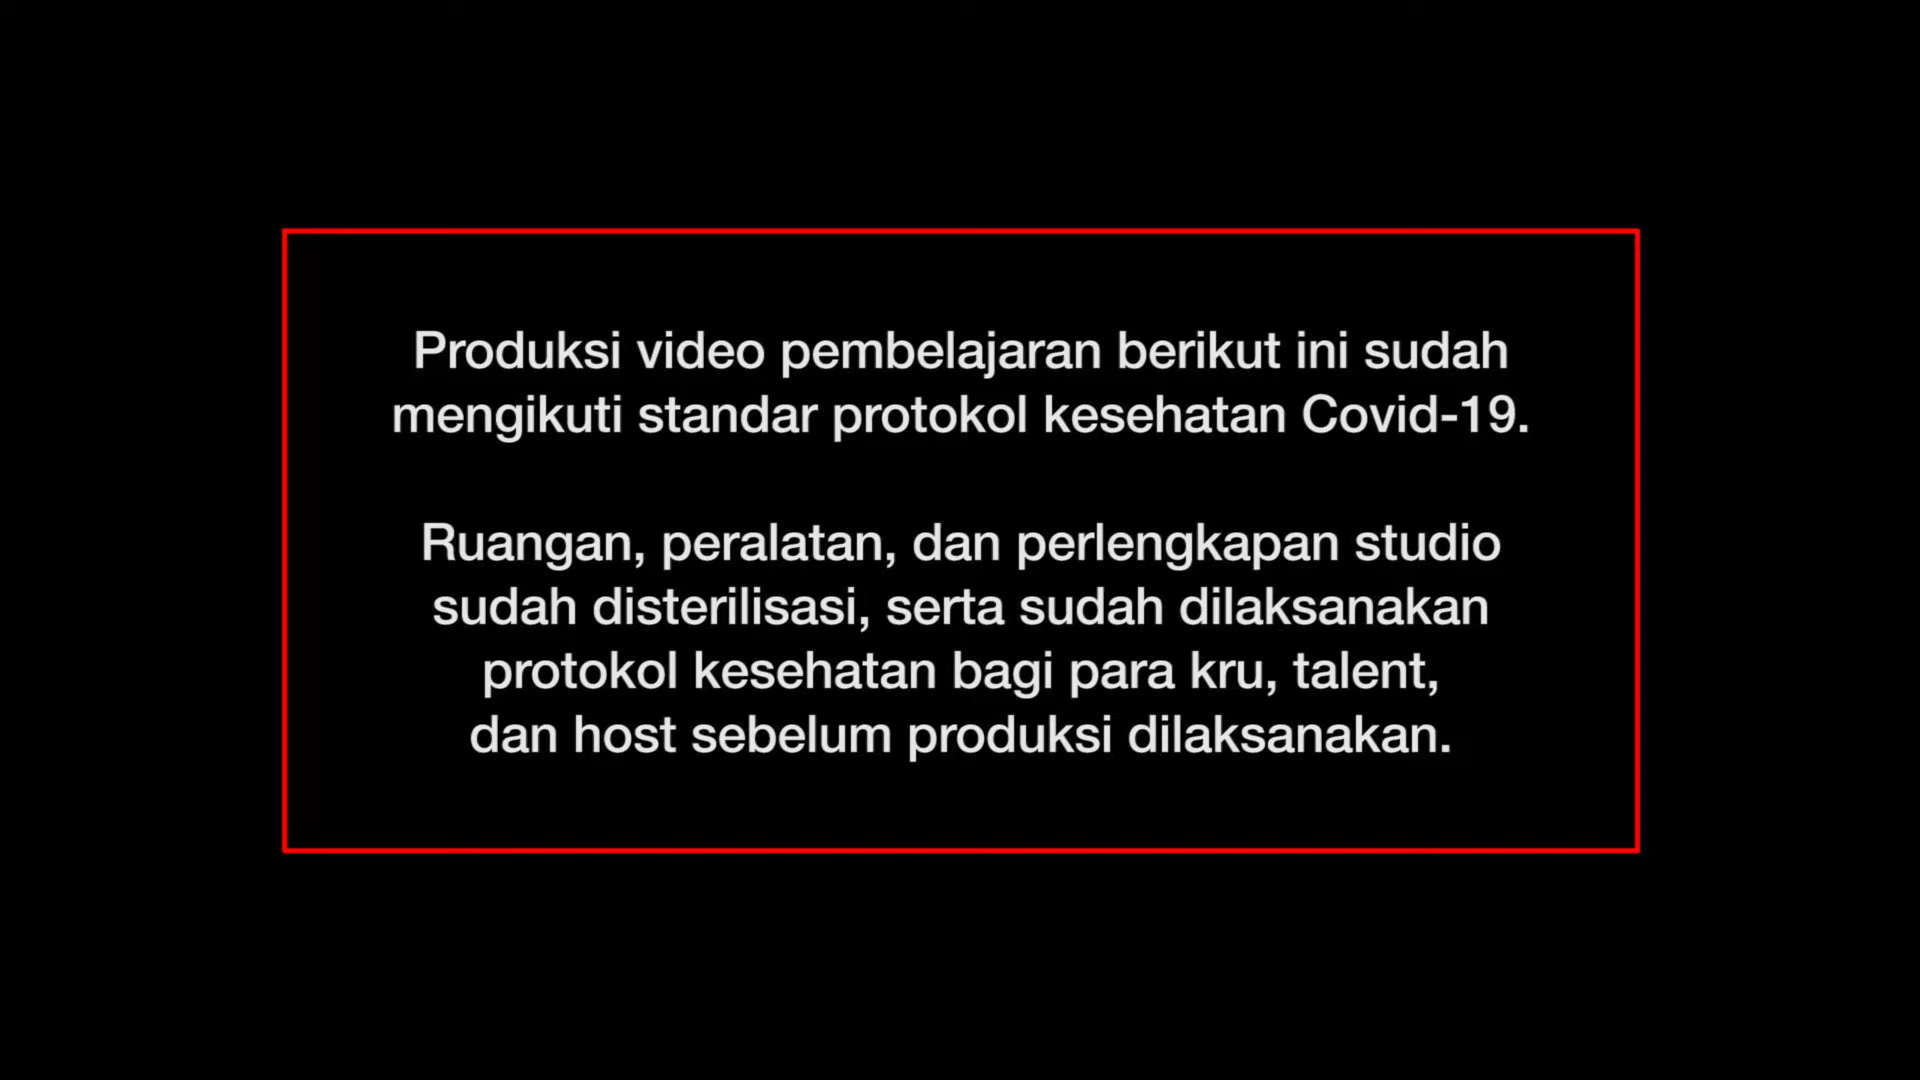 Produksi video pembelajaran berikut ini sudah
mengikuti standar protokol kesehatan Covid-19.
Ruangan, peralatan, dan perlengkapan studio
sudah disterilisasi, serta sudah dilaksanakan
protokol kesehatan bagi para kru, talent,
dan host sebelum produksi dilaksanakan.